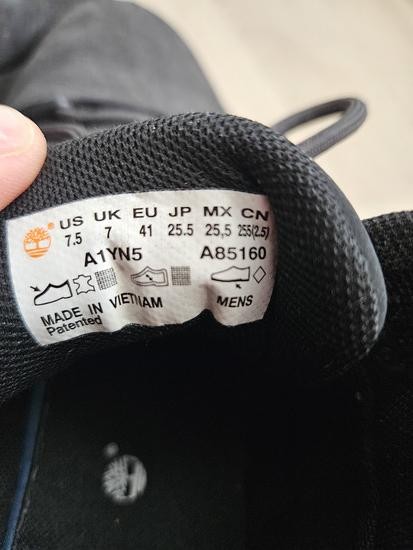 US UK EU JP MX CN
7.5 7 41 25.5 25,5 255(2.5)
A1YN5 A85160
MADE IN VIETNAM MENS
Patented